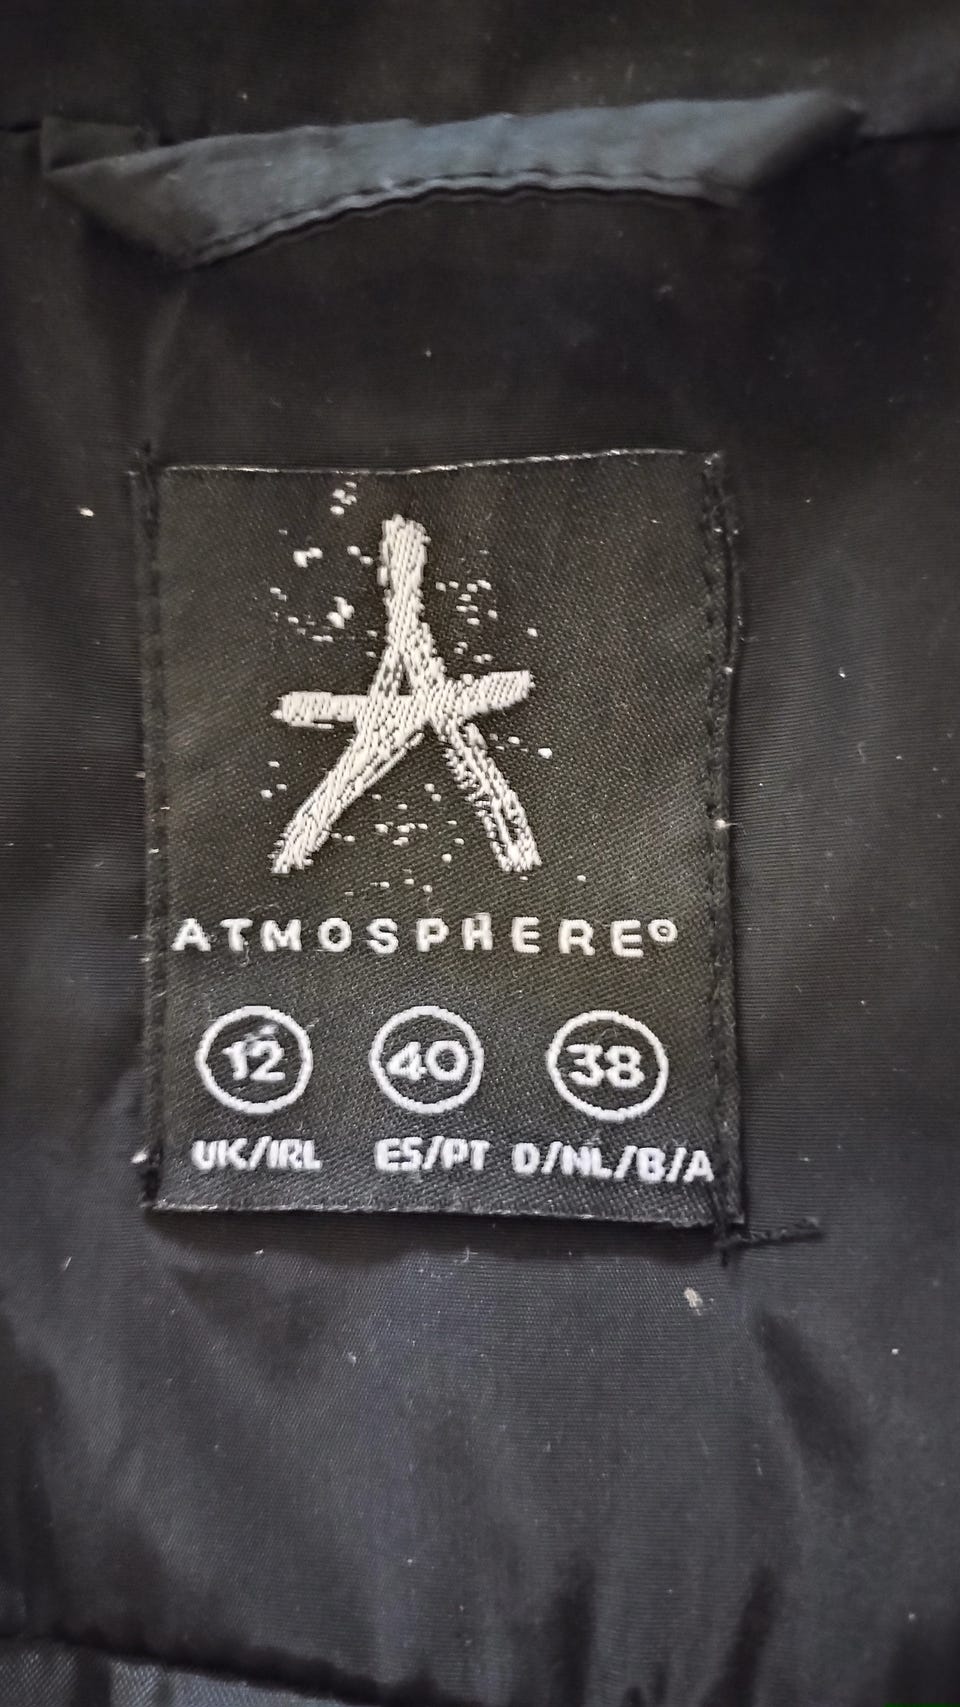 ATMOSPHERE®
12 40 38
UK/IRL ES/PT D/NL/B/A